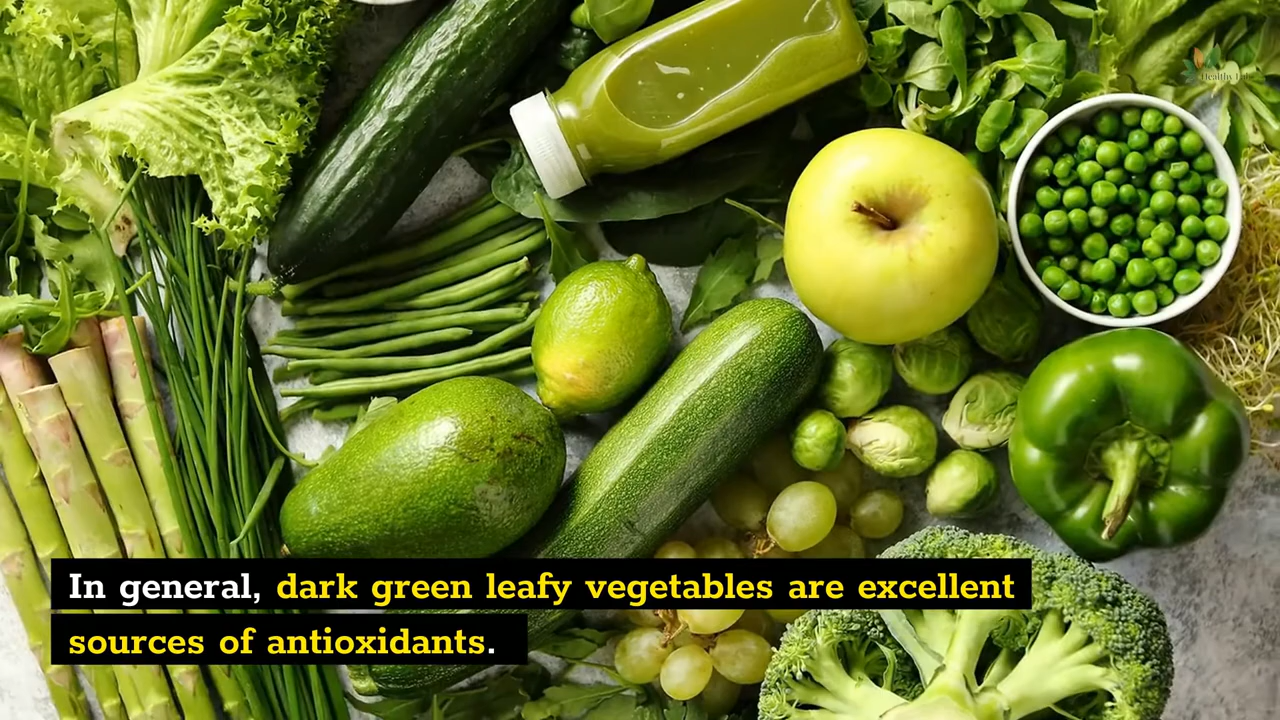 In general, dark green leafy vegetables are excellent
sources of antioxidants.